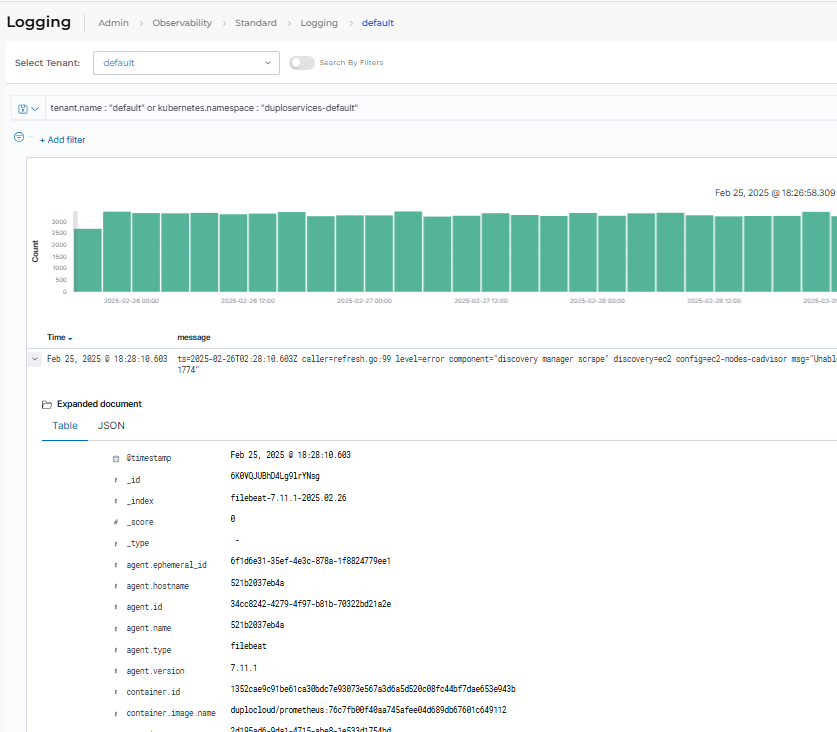 Logging Admin > Observability > Standard > Logging > default
Select Tenant: default Search By Filters
tenant.name : "default" or kubernetes.namespace : "duploservices-default"
+ Add filter
Feb 25, 2025 @ 18:26:58.309
Count
3000
2500
2000
1500
1000
500
0
2025-02-26 00:00 2025-02-26 12:00 2025-02-27 00:00 2025-02-27 12:00 2025-02-28 00:00 2025-02-28 12:00 2025-03-0
Time message
Feb 25, 2025 @ 18:28:10.603 ts=2025-02-26T02:28:10.603Z caller=refresh.go:99 level=error component="discovery manager scrape" discovery=ec2 config=ec2-nodes-cadvisor msg="Unabl
1774"
Expanded document
Table JSON
@timestamp Feb 25, 2025 @ 18:28:10.603
t _id 6K0VQJUBhD4Lg9lrYNsg
t _index filebeat-7.11.1-2025.02.26
# _score 0
t _type -
t agent.ephemeral_id 6f1d6e31-35ef-4e3c-878a-1f8824779ee1
t agent.hostname 521b2037eb4a
t agent.id 34cc8242-4279-4f97-b81b-70322bd21a2e
t agent.name 521b2037eb4a
t agent.type filebeat
t agent.version 7.11.1
t container.id 1352cae9c91be61ca30bdc7e93073e567a3d6a5d520c08fc44bf7dae653e943b
t container.image.name duplocloud/prometheus:76c7fb00f40aa745afee04d689db67601c649112